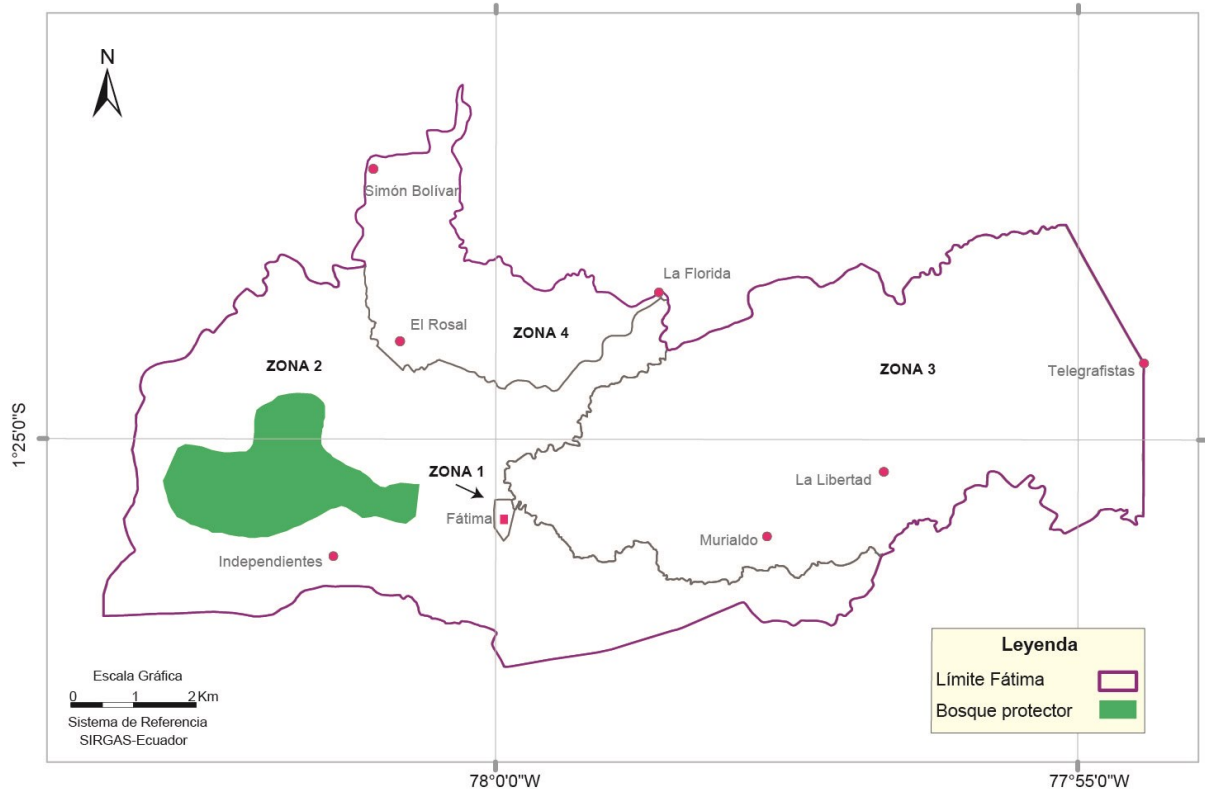 N
Simón Bolívar
La Florida
El Rosal
ZONA 4
ZONA 2
ZONA 3
Telegrafistas
1°25'0"S
ZONA 1
La Libertad
Fátima
Murialdo
Independientes
Escala Gráfica
0 1 2 Km
Sistema de Referencia
SIRGAS-Ecuador
Leyenda
Límite Fátima
Bosque protector
78°0'0"W
77°55'0"W